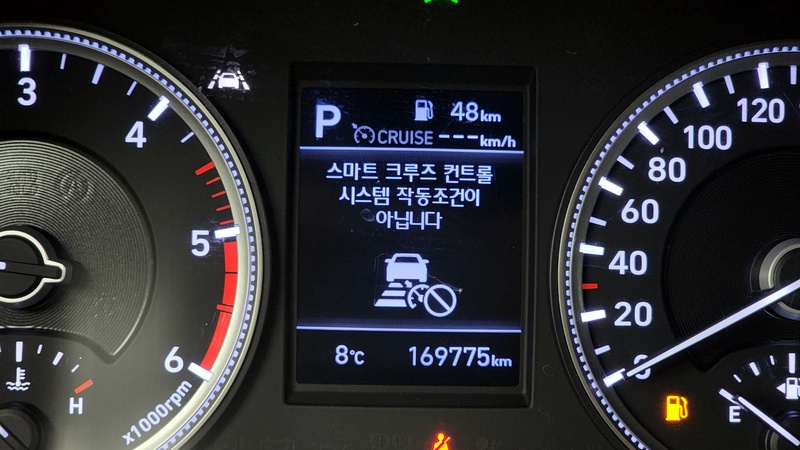 3
4
5
6
x1000rpm
H
P
48km
CRUISE ---km/h
스마트 크루즈 컨트롤
시스템 작동조건이
아닙니다
8℃
169775km
120
100
80
60
40
20
0
E